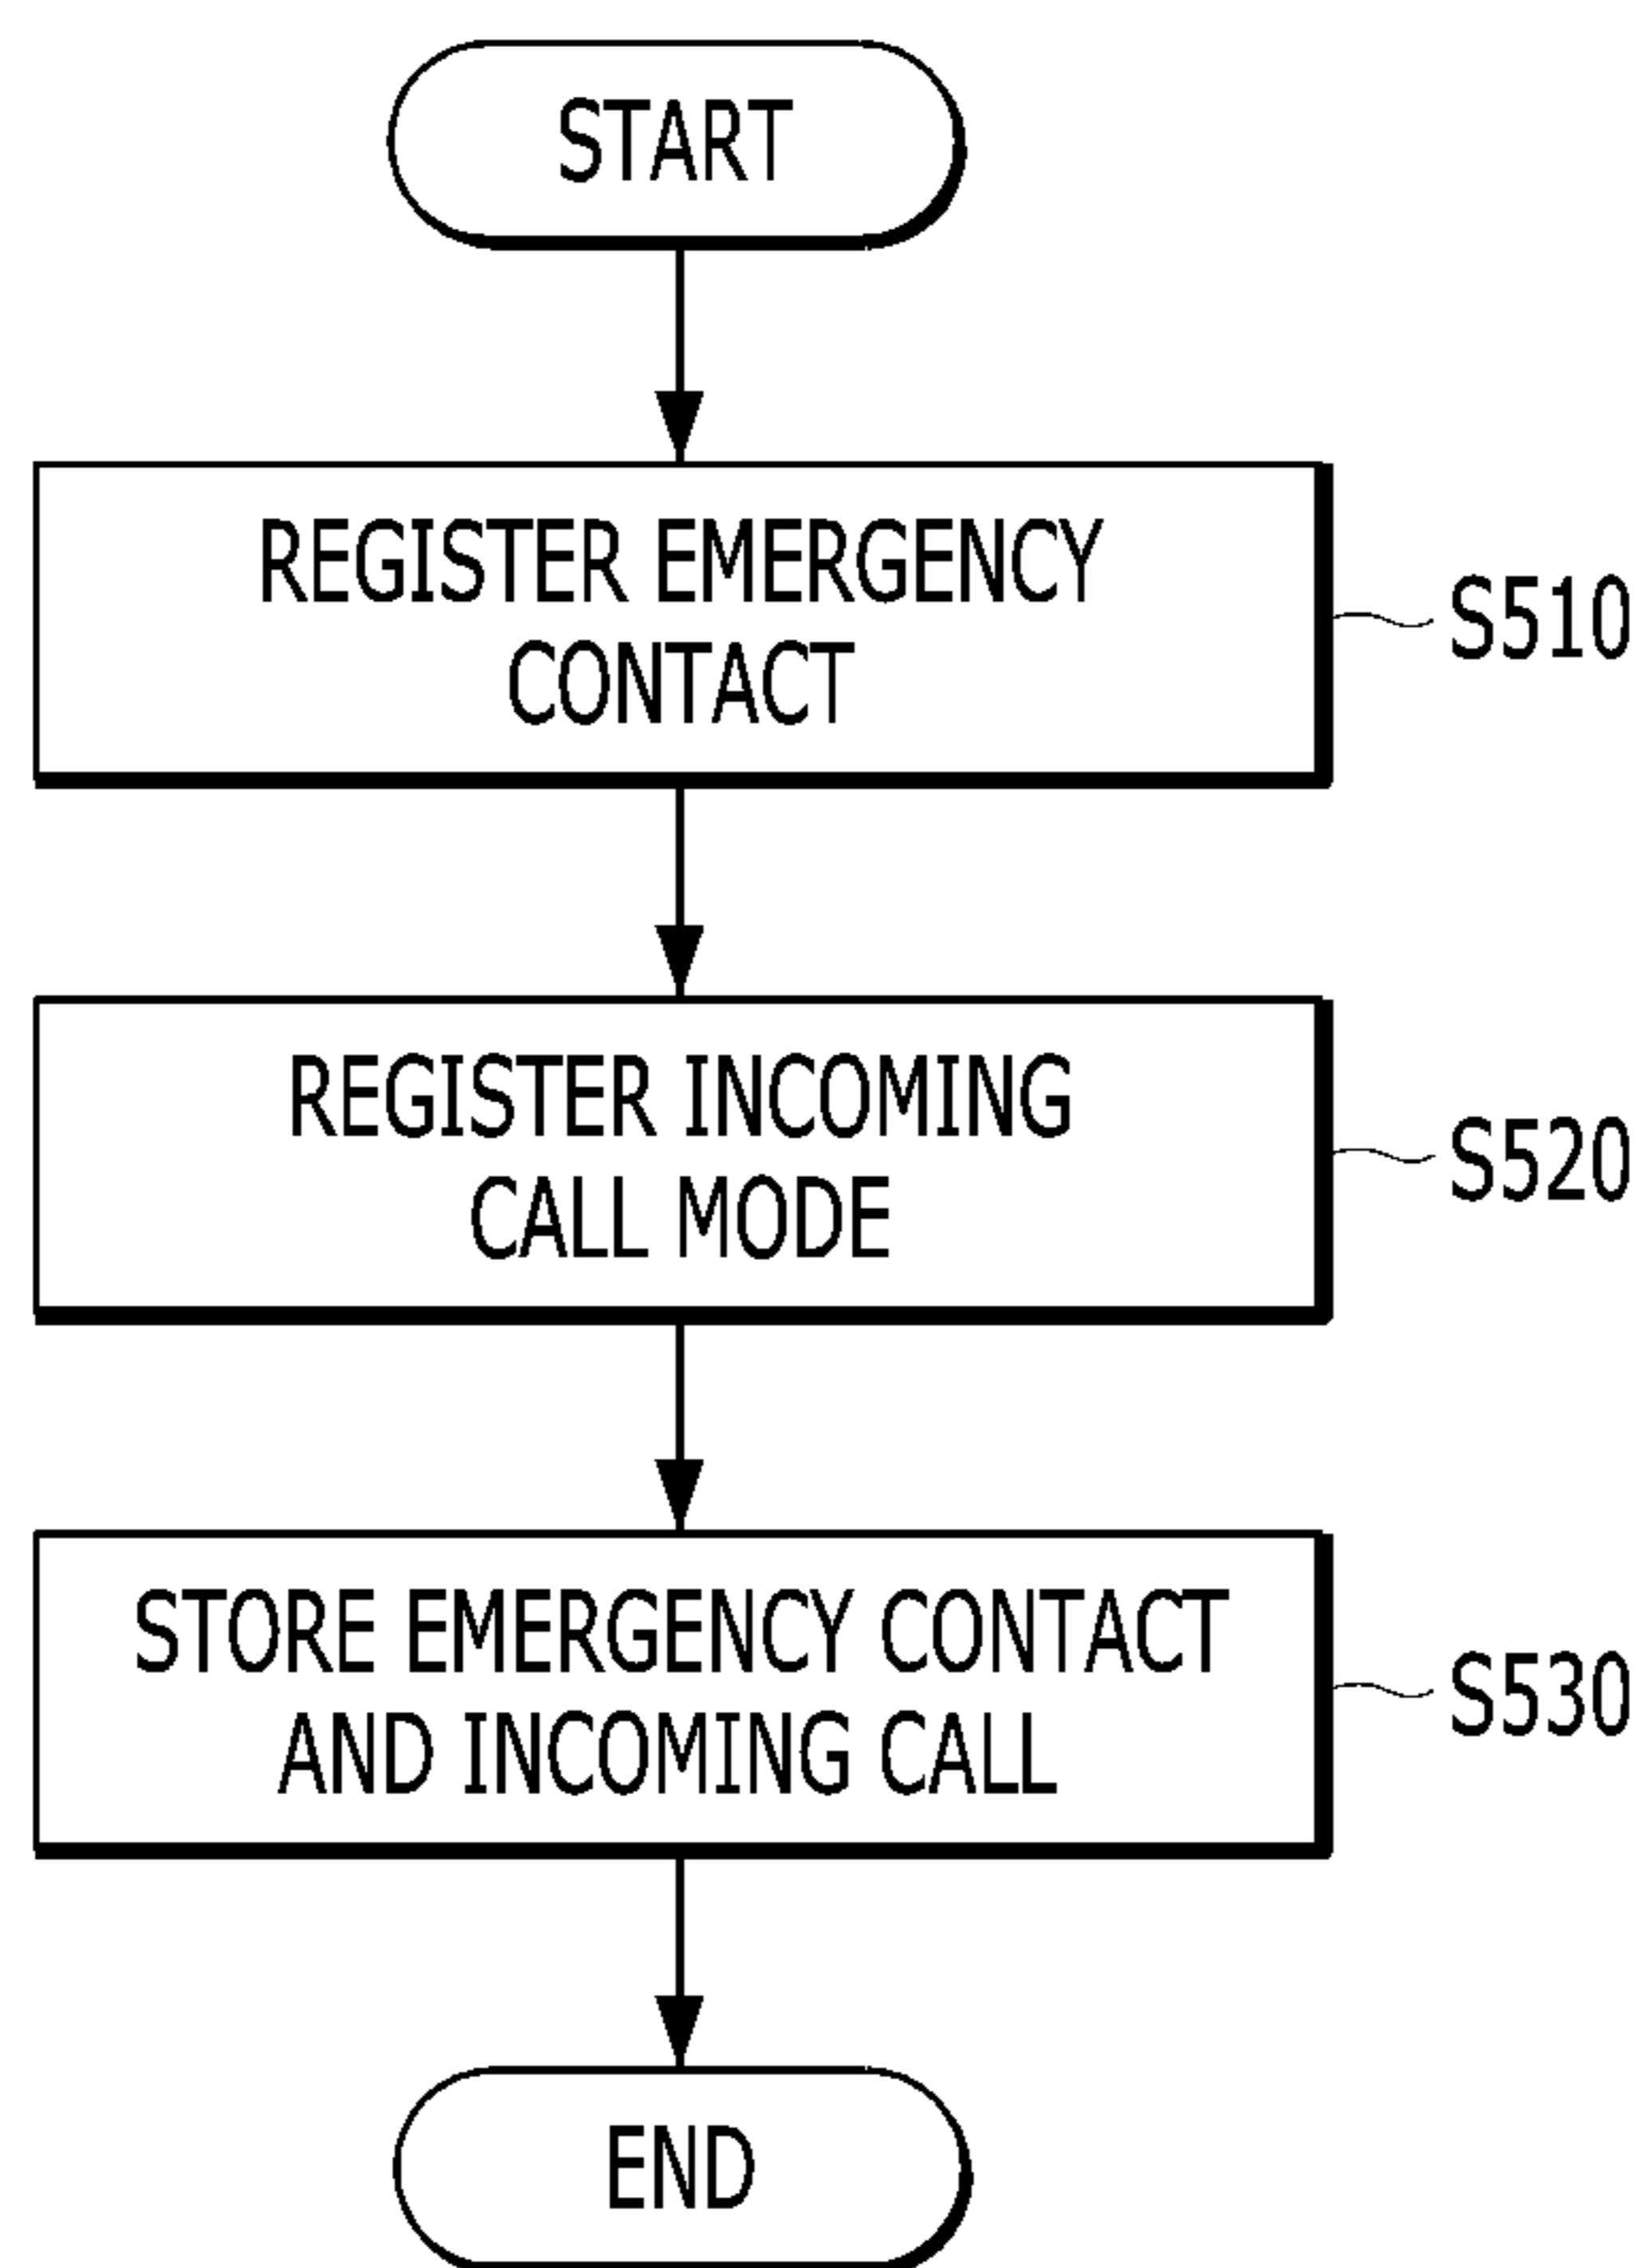 START
REGISTER EMERGENCY
CONTACT
S510
REGISTER INCOMING
CALL MODE
S520
STORE EMERGENCY CONTACT
AND INCOMING CALL
S530
END